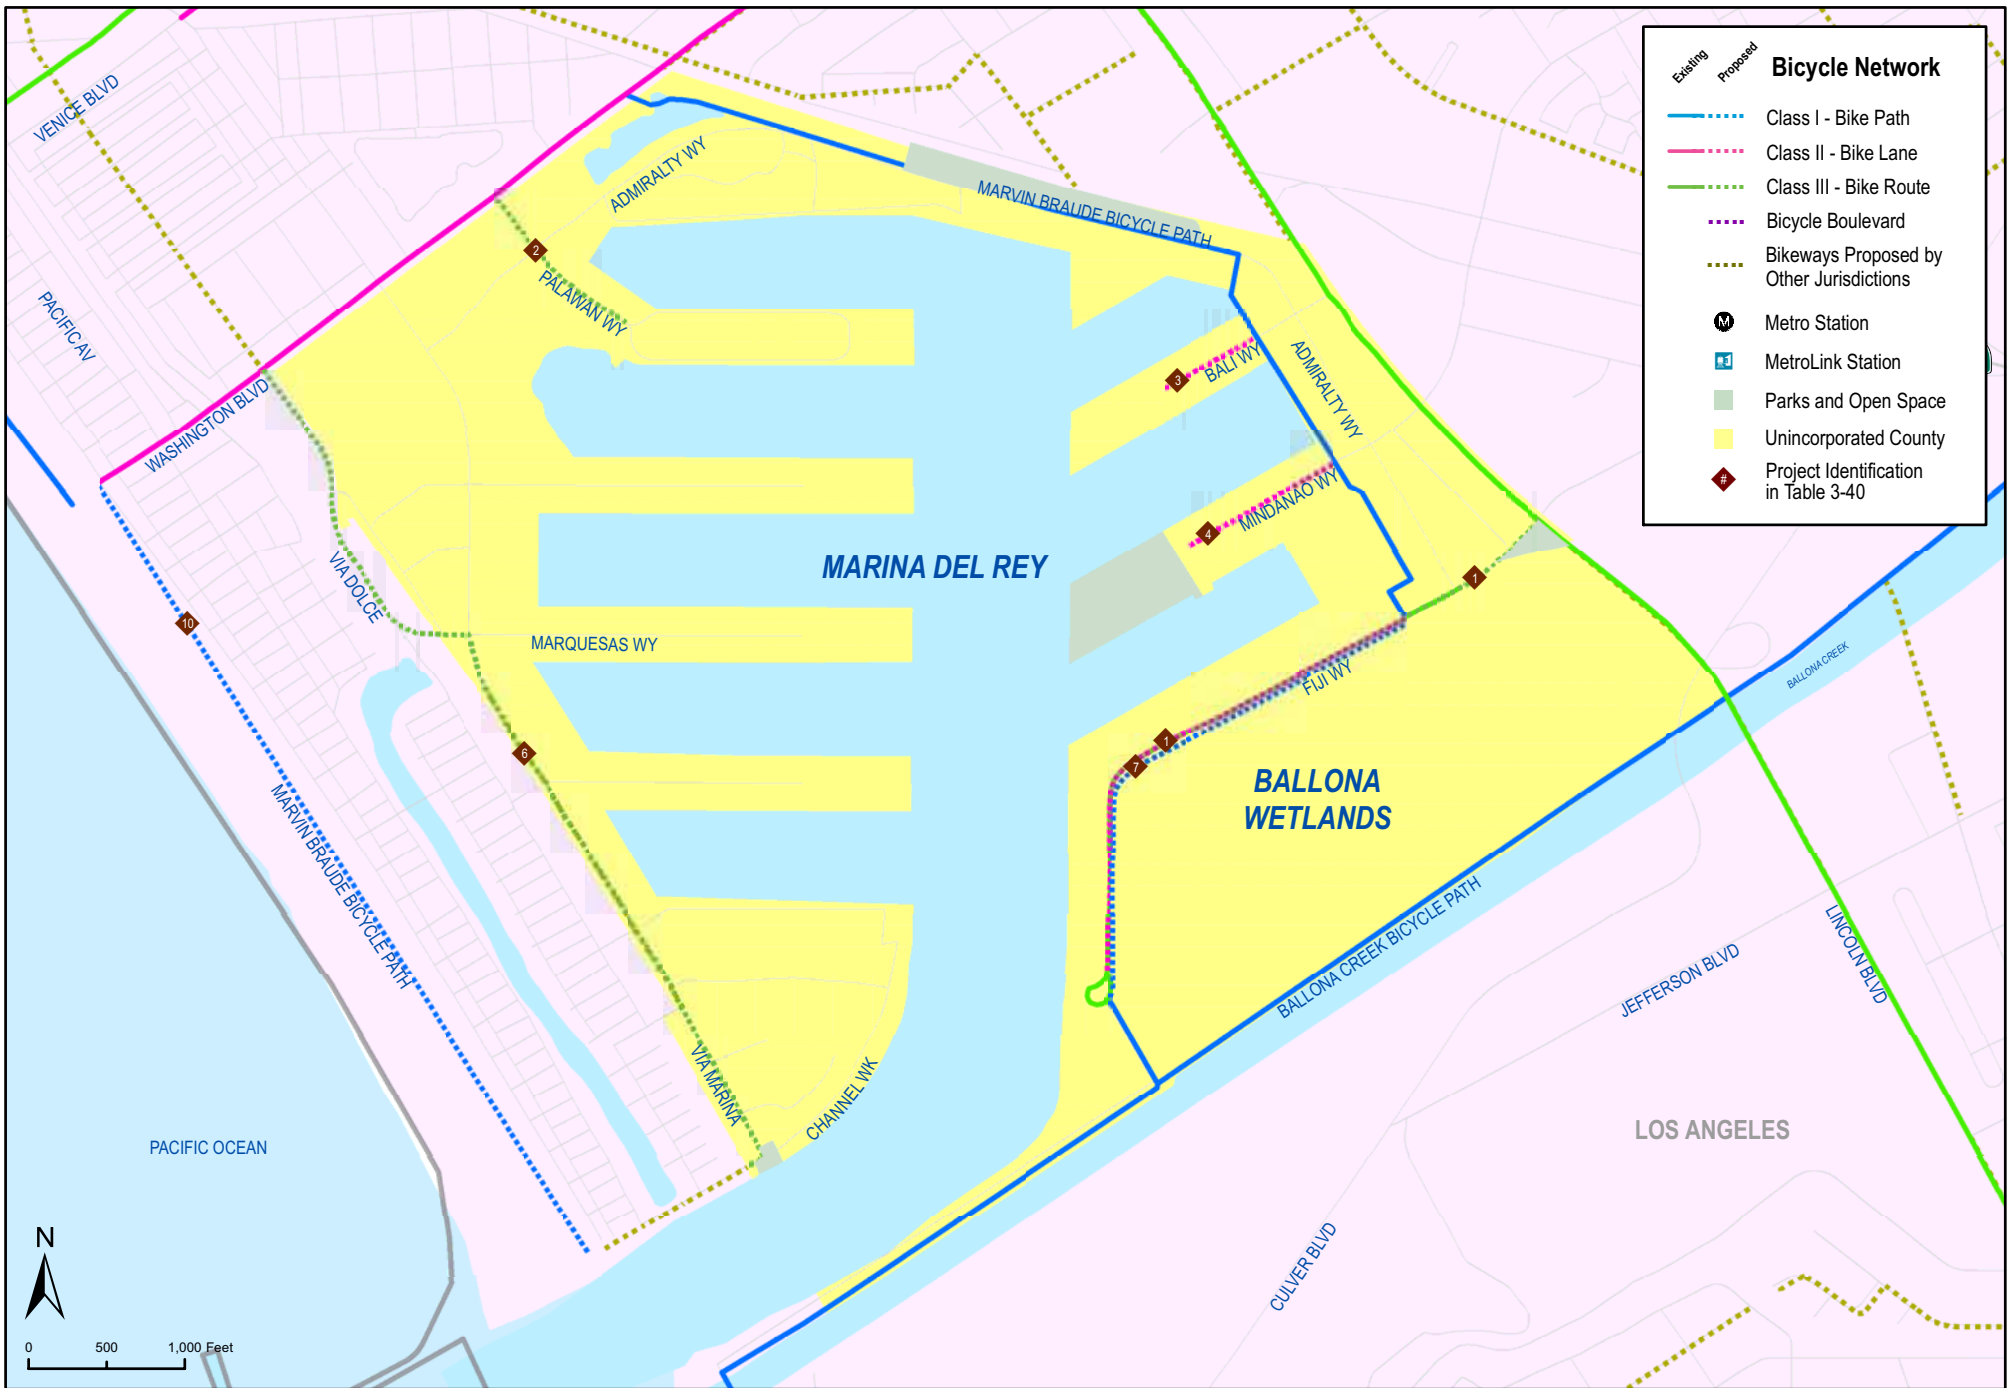 Existing
Proposed
Bicycle Network
Class I - Bike Path
Class II - Bike Lane
Class III - Bike Route
Bicycle Boulevard
Bikeways Proposed by
Other Jurisdictions
M
Metro Station
MetroLink Station
Parks and Open Space
Unincorporated County
#
Project Identification
in Table 3-40
VENICE BLVD
ADMIRALTY WY
MARVIN BRAUDE BICYCLE PATH
2
PALAWAN WY
PACIFIC AV
WASHINGTON BLVD
3
BALI WY
ADMIRALTY WY
4
MINDANAO WY
MARINA DEL REY
VIA DOLCE
1
10
MARQUESAS WY
FIJI WY
6
1
7
BALLONA
WETLANDS
BALLONA CREEK
MARVIN BRAUDE BICYCLE PATH
BALLONA CREEK BICYCLE PATH
LINCOLN BLVD
JEFFERSON BLVD
VIA MARINA
CHANNEL WK
PACIFIC OCEAN
LOS ANGELES
CULVER BLVD
N
0 500 1,000 Feet